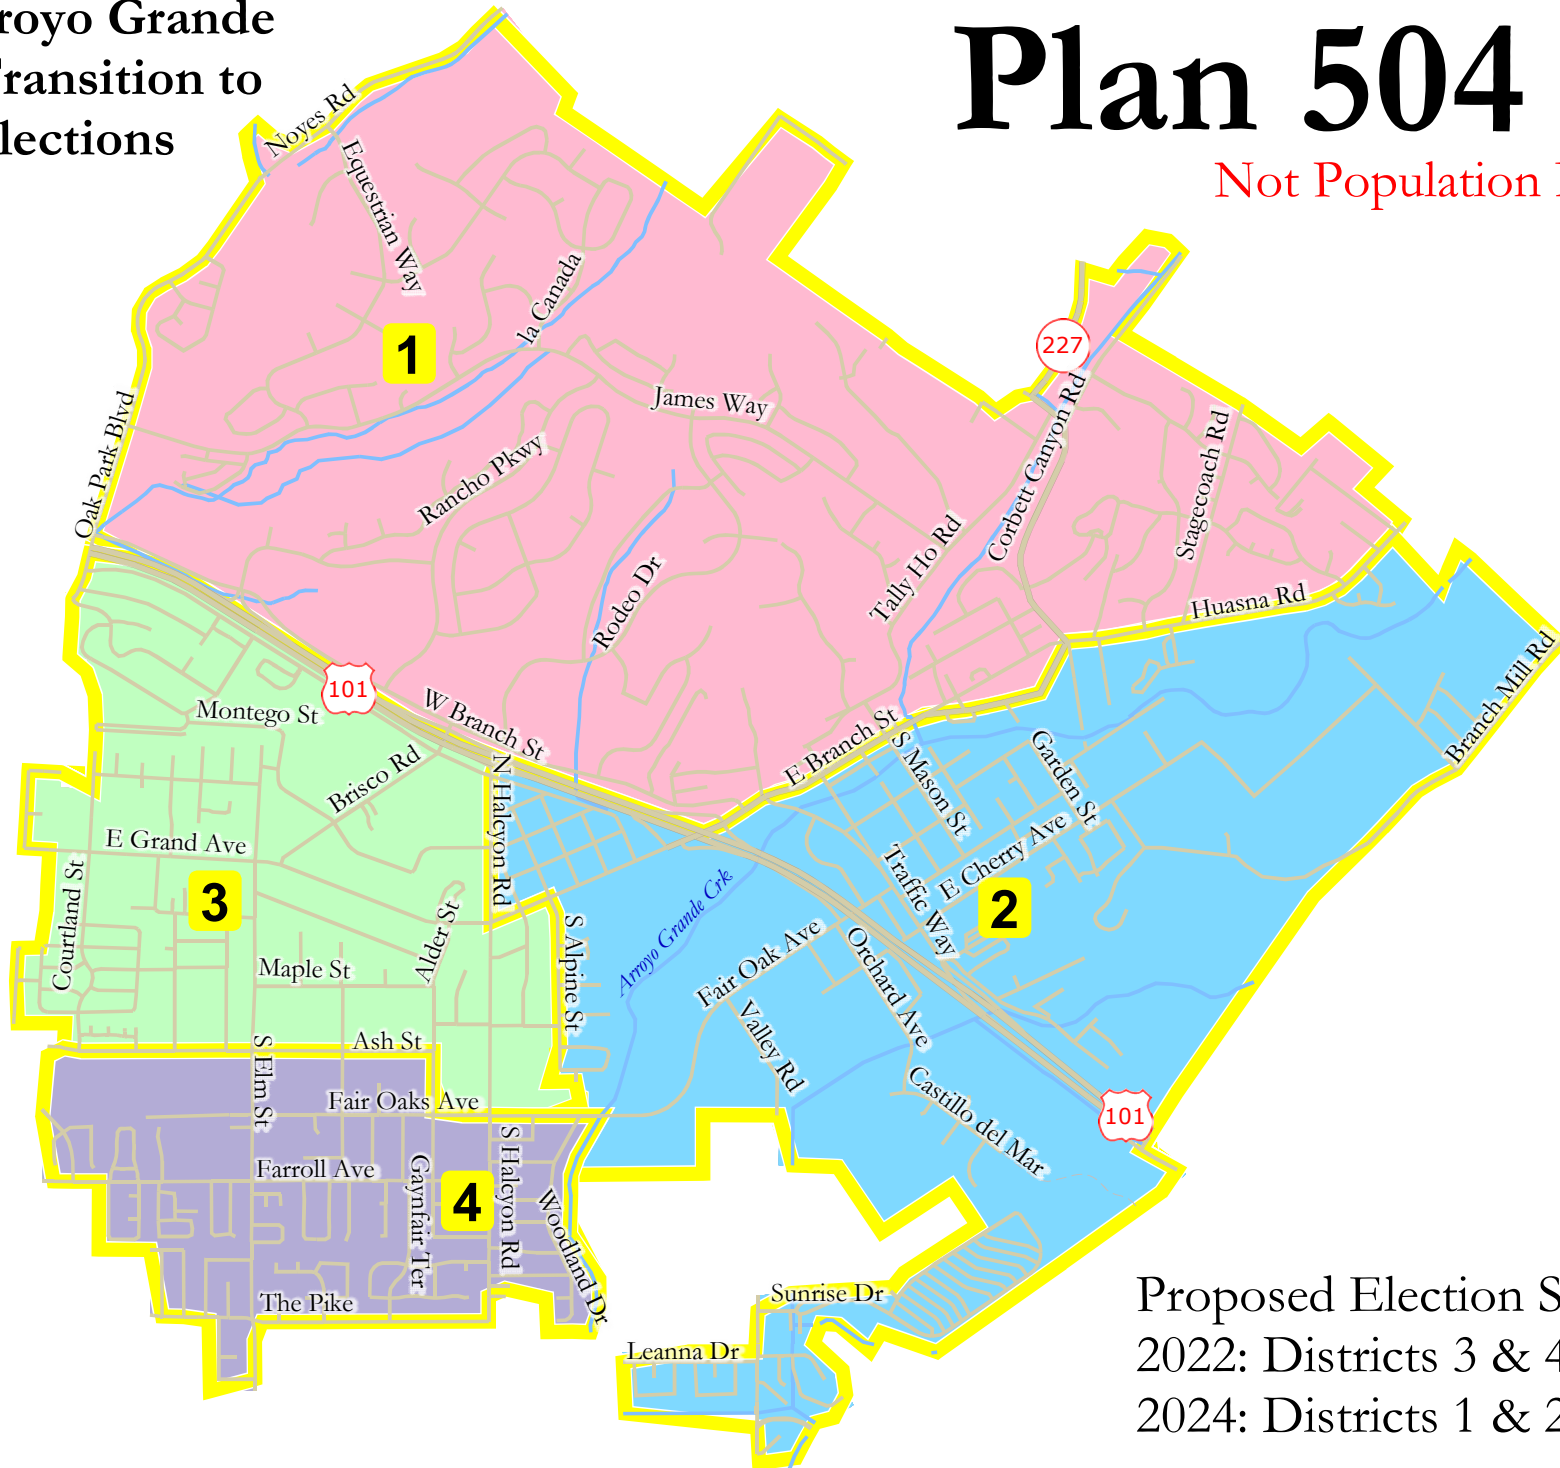 royo Grande
ransition to
lections
Plan 504
Not Population
Noyes Rd
Equestrian Way
la Canada
1
227
James Way
Oak Park Blvd
Rancho Pkwy
Corbett Canyon Rd
Stagecoach Rd
Tally Ho Rd
Rodeo Dr
Huasna Rd
Branch Mill Rd
101
W Branch St
Montego St
E Branch St
S Mason St
Garden St
Brisco Rd
N Halcyon Rd
E Grand Ave
E Cherry Ave
Traffic Way
3
2
Courtland St
Alder St
S Alpine St
Arroyo Grande Crk
Fair Oak Ave
Orchard Ave
Maple St
Valley Rd
Ash St
S Elm St
Fair Oaks Ave
Castillo del Mar
101
Farroll Ave
Gaynfair Ter
4
S Halcyon Rd
Woodland Dr
The Pike
Sunrise Dr
Leanna Dr
Proposed Election S
2022: Districts 3 & 4
2024: Districts 1 & 2